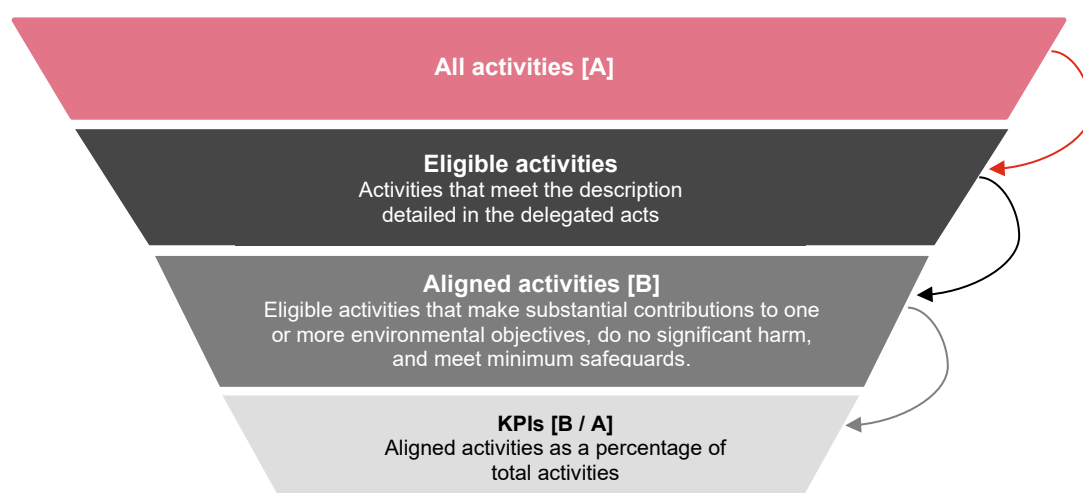 All activities [A]
Eligible activities
Activities that meet the description
detailed in the delegated acts
Aligned activities [B]
Eligible activities that make substantial contributions to one
or more environmental objectives, do no significant harm,
and meet minimum safeguards.
KPIs [B / A]
Aligned activities as a percentage of
total activities